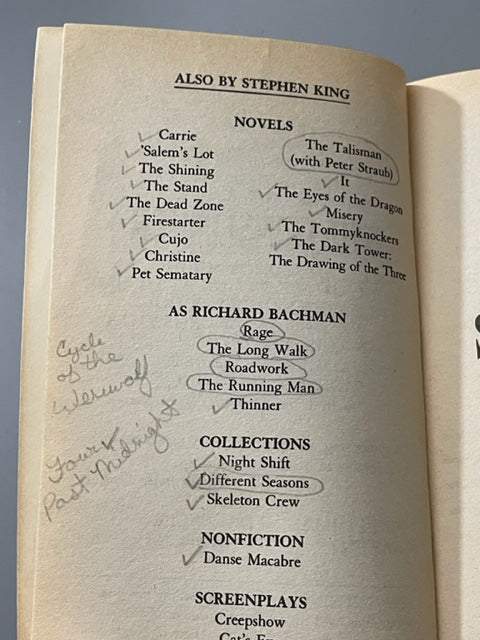 ALSO BY STEPHEN KING
NOVELS
Carrie
'Salem's Lot
The Shining
The Stand
The Dead Zone
Firestarter
Cujo
Christine
Pet Sematary
The Talisman
(with Peter Straub)
It
The Eyes of the Dragon
Misery
The Tommyknockers
The Dark Tower:
The Drawing of the Three
AS RICHARD BACHMAN
Rage
The Long Walk
Roadwork
The Running Man
Thinner
Cycle
of the
Werewolf
Four
Past Midnight
COLLECTIONS
Night Shift
Different Seasons
Skeleton Crew
NONFICTION
Danse Macabre
SCREENPLAYS
Creepshow
Cat's